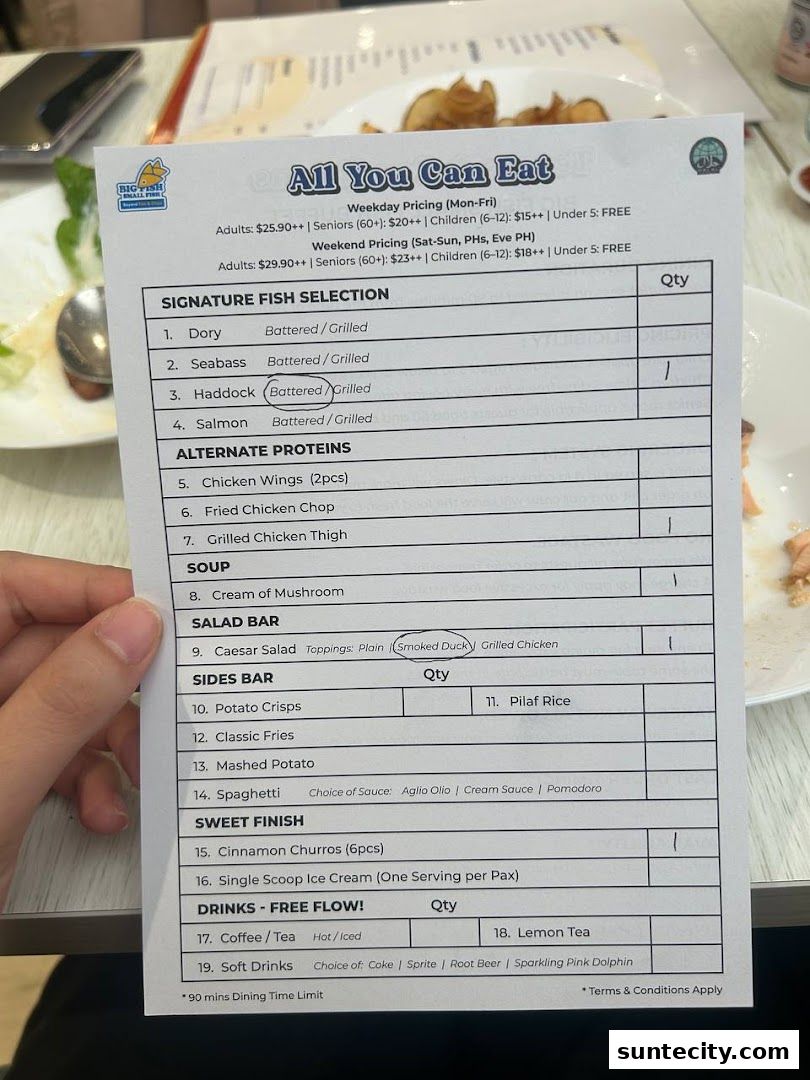 BIG FISH
SMALL FISH
All You Can Eat
Weekday Pricing (Mon-Fri)
Adults: $25.90++ | Seniors (60+): $20++ | Children (6-12): $15++ | Under 5: FREE
Weekend Pricing (Sat-Sun, PHs, Eve PH)
Adults: $29.90++ | Seniors (60+): $23++ | Children (6-12): $18++ | Under 5: FREE
SIGNATURE FISH SELECTION Qty
1. Dory Battered / Grilled
2. Seabass Battered / Grilled
3. Haddock Battered / Grilled 1
4. Salmon Battered / Grilled
ALTERNATE PROTEINS
5. Chicken Wings (2pcs)
6. Fried Chicken Chop
7. Grilled Chicken Thigh 1
SOUP
8. Cream of Mushroom 1
SALAD BAR
9. Caesar Salad Toppings: Plain | Smoked Duck | Grilled Chicken 1
SIDES BAR Qty
10. Potato Crisps 11. Pilaf Rice
12. Classic Fries
13. Mashed Potato
14. Spaghetti Choice of Sauce: Aglio Olio | Cream Sauce | Pomodoro
SWEET FINISH
15. Cinnamon Churros (6pcs) 1
16. Single Scoop Ice Cream (One Serving per Pax)
DRINKS - FREE FLOW! Qty
17. Coffee / Tea Hot / Iced 18. Lemon Tea
19. Soft Drinks Choice of: Coke | Sprite | Root Beer | Sparkling Pink Dolphin
* 90 mins Dining Time Limit * Terms & Conditions Apply
suntecity.com